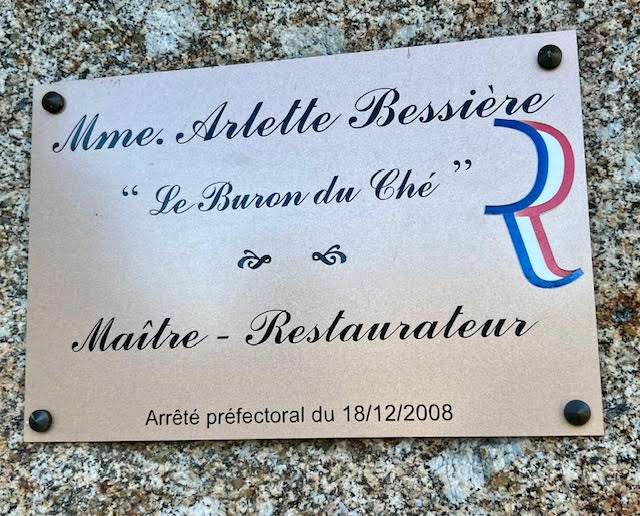 Mme. Arlette Bessière
" Le Buron du Ché "
Maître - Restaurateur
Arrêté préfectoral du 18/12/2008